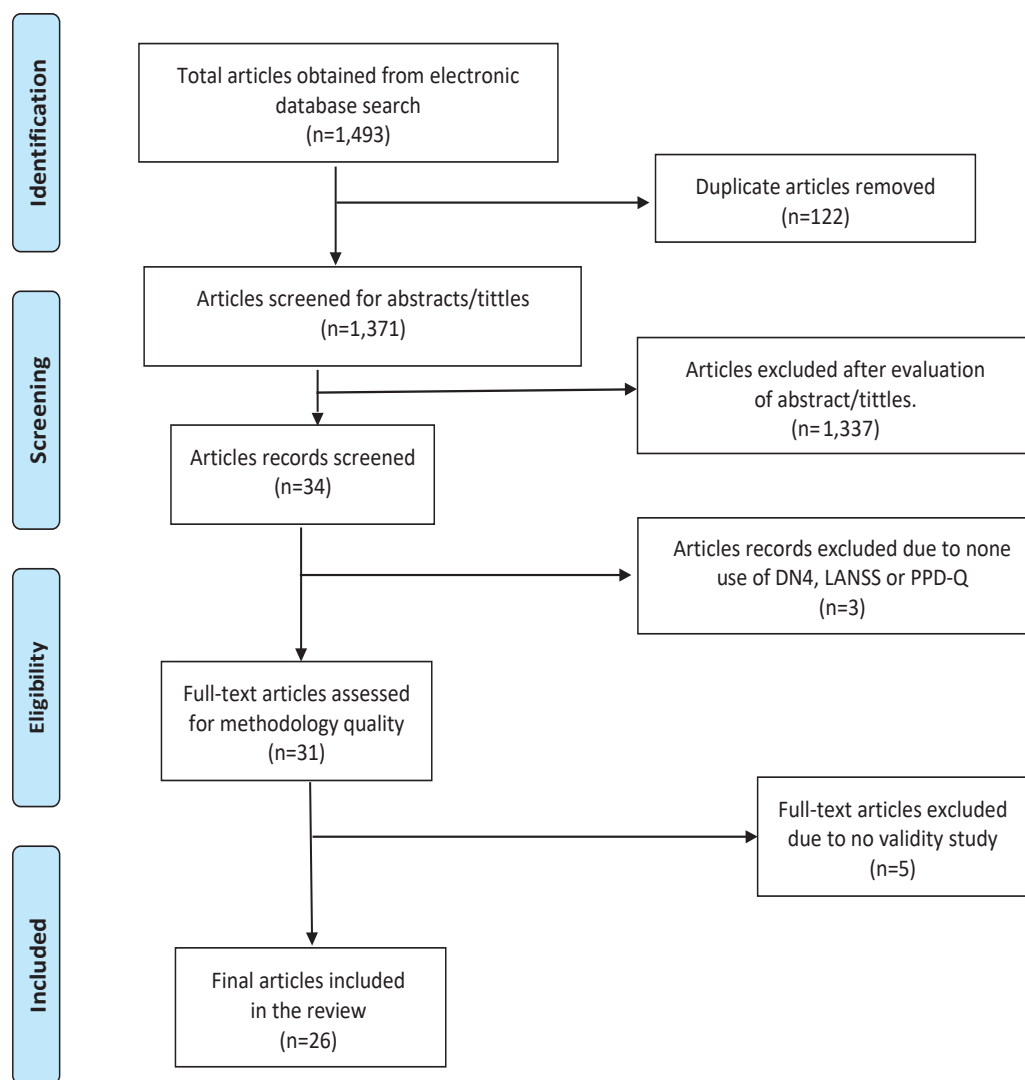 Identification
Total articles obtained from electronic
database search
(n=1,493)
Duplicate articles removed
(n=122)
Screening
Articles screened for abstracts/tittles
(n=1,371)
Articles excluded after evaluation
of abstract/tittles.
(n=1,337)
Articles records screened
(n=34)
Articles records excluded due to none
use of DN4, LANSS or PPD-Q
(n=3)
Eligibility
Full-text articles assessed
for methodology quality
(n=31)
Full-text articles excluded
due to no validity study
(n=5)
Included
Final articles included
in the review
(n=26)